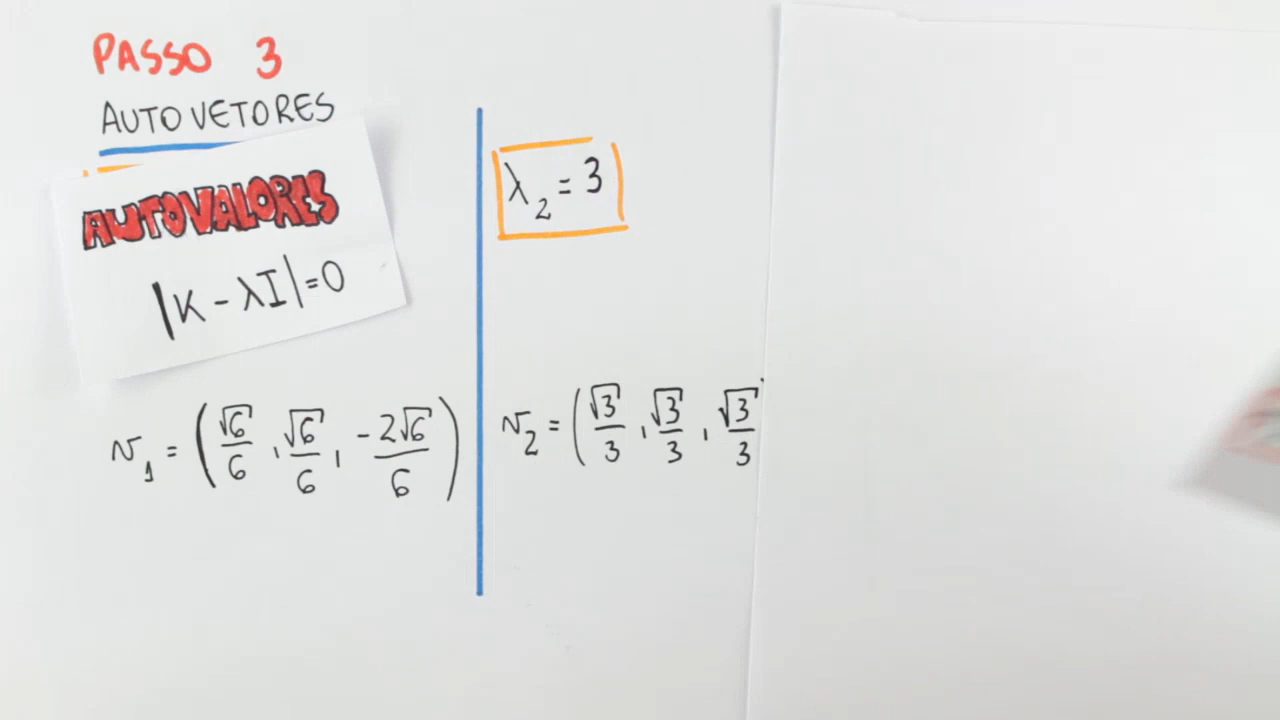 PASSO 3
AUTOVETORES
AUTOVALORES
|K - λI| = 0
λ₂ = 3
v₁ = (√6/6, √6/6, -2√6/6)
v₂ = (√3/3, √3/3, √3/3